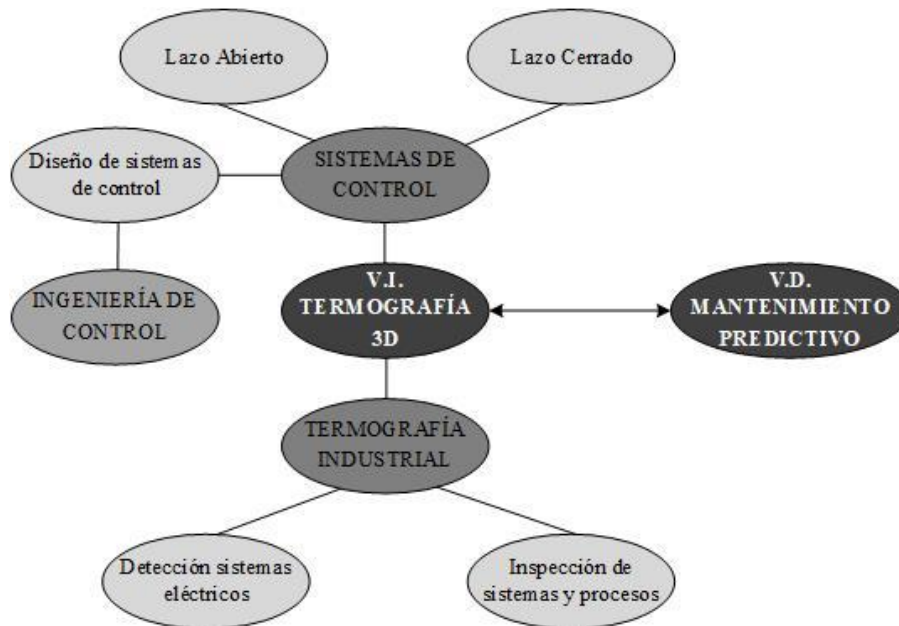 Lazo Abierto
Lazo Cerrado
Diseño de sistemas
de control
SISTEMAS DE
CONTROL
INGENIERÍA DE
CONTROL
V.I.
TERMOGRAFÍA
3D
V.D.
MANTENIMIENTO
PREDICTIVO
TERMOGRAFÍA
INDUSTRIAL
Detección sistemas
eléctricos
Inspección de
sistemas y procesos